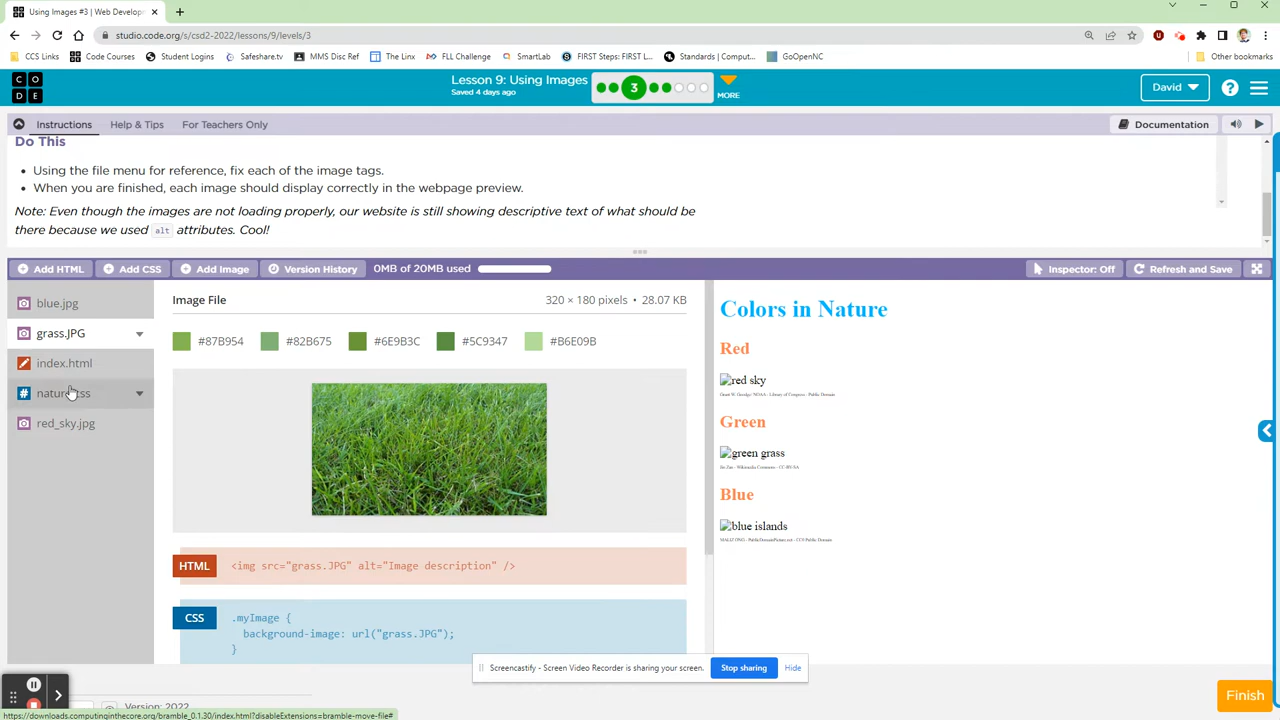 Using Images #3 | Web Develop
studio.code.org/s/csd2-2022/lessons/9/levels/3
CCS Links
Code Courses
Student Logins
Safeshare.tv
MMS Disc Ref
The Linx
FLL Challenge
SmartLab
FIRST Steps: FIRST L...
Standards | Comput...
GoOpenNC
Other bookmarks
C O
D E
Lesson 9: Using Images
Saved 4 days ago
3
MORE
David
Instructions
Help & Tips
For Teachers Only
Documentation
Do This
Using the file menu for reference, fix each of the image tags.
When you are finished, each image should display correctly in the webpage preview.
Note: Even though the images are not loading properly, our website is still showing descriptive text of what should be
there because we used alt attributes. Cool!
Add HTML
Add CSS
Add Image
Version History
0MB of 20MB used
Inspector: Off
Refresh and Save
blue.jpg
grass.JPG
index.html
red_sky.jpg
Image File
320 × 180 pixels • 28.07 KB
#87B954
#82B675
#6E9B3C
#5C9347
#B6E09B
HTML
<img src="grass.JPG" alt="Image description" />
CSS
.myImage {
background-image: url("grass.JPG");
}
Colors in Nature
Red
red sky
Green
green grass
Blue
blue islands
Screencastify - Screen Video Recorder is sharing your screen.
Stop sharing
Hide
Version: 2022
Finish
https://downloads.computinginthecore.org/bramble_0.1.30/index.html?disableExtensions=bramble-move-file#